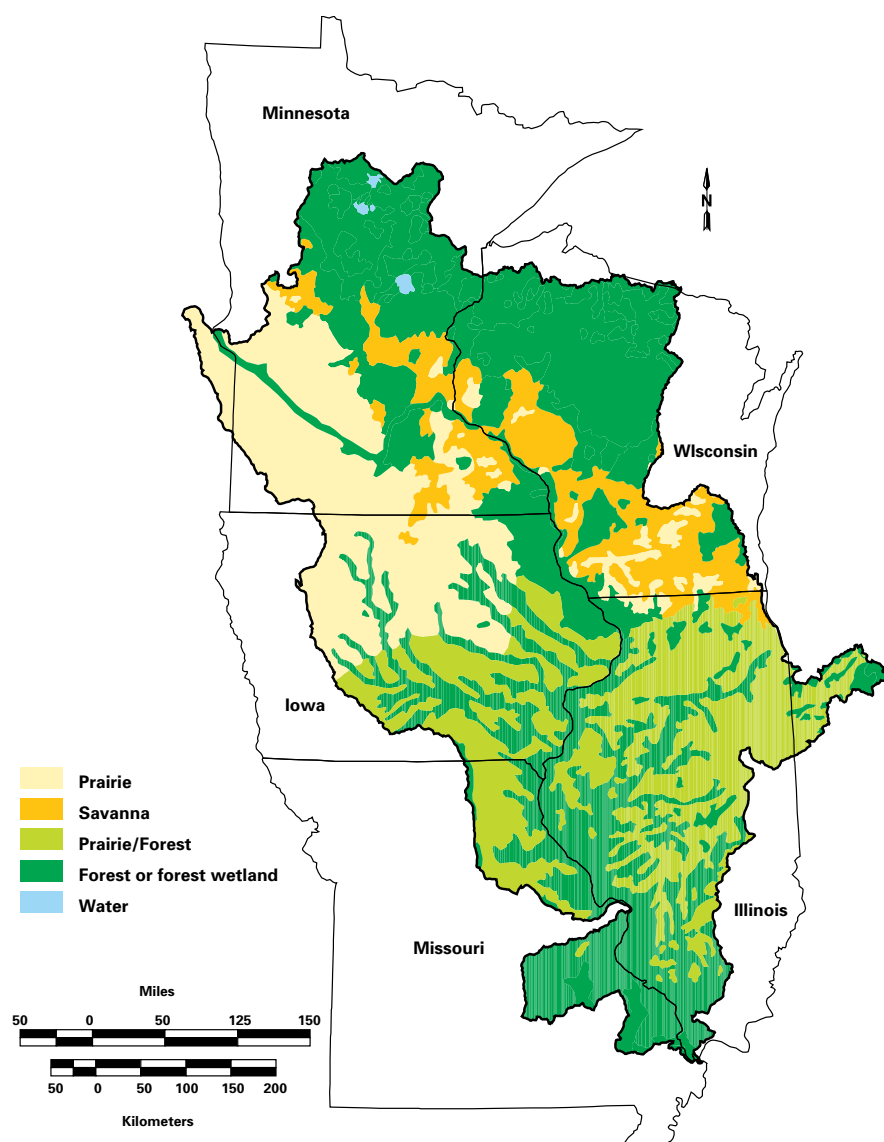 Minnesota
N
WIsconsin
Iowa
Prairie
Savanna
Prairie/Forest
Forest or forest wetland
Water
Illinois
Missouri
Miles
50 0 50 125 150
50 0 50 100 150 200
Kilometers